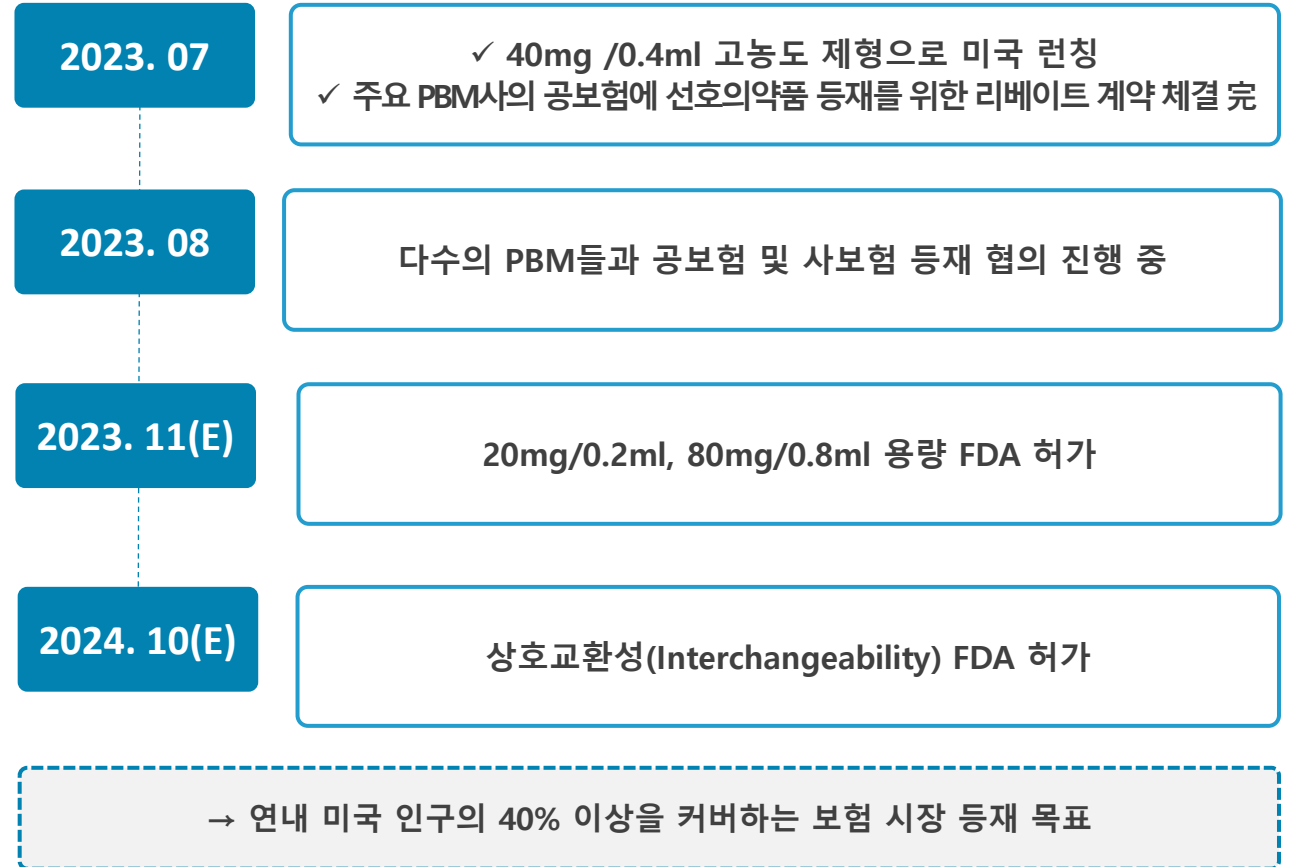 2023. 07
✓ 40mg /0.4ml 고농도 제형으로 미국 런칭
✓ 주요 PBM사의 공보험에 선호의약품 등재를 위한 리베이트 계약 체결 完
2023. 08
다수의 PBM들과 공보험 및 사보험 등재 협의 진행 중
2023. 11(E)
20mg/0.2ml, 80mg/0.8ml 용량 FDA 허가
2024. 10(E)
상호교환성(Interchangeability) FDA 허가
→ 연내 미국 인구의 40% 이상을 커버하는 보험 시장 등재 목표